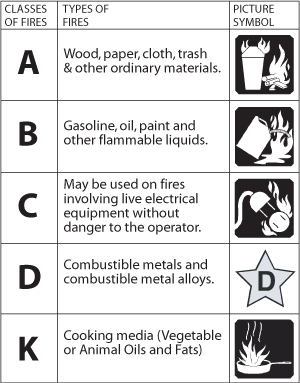 CLASSES TYPES OF PICTURE
OF FIRES FIRES SYMBOL
A
Wood, paper, cloth, trash
& other ordinary materials.
B
Gasoline, oil, paint and
other flammable liquids.
C
May be used on fires
involving live electrical
equipment without
danger to the operator.
D
Combustible metals and
combustible metal alloys.
D
K
Cooking media (Vegetable
or Animal Oils and Fats)